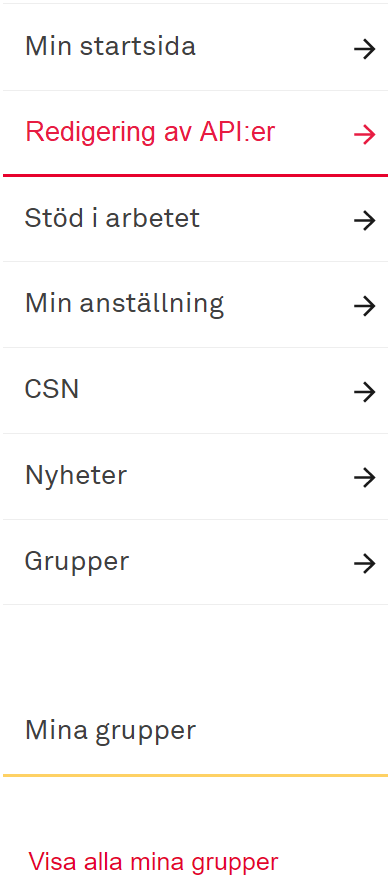 Min startsida
Redigering av API:er
Stöd i arbetet
Min anställning
CSN
Nyheter
Grupper
Mina grupper
Visa alla mina grupper